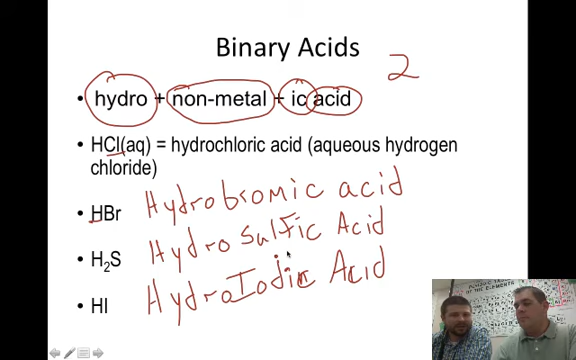 Binary Acids
2
• hydro + non-metal + ic acid
• HCl(aq) = hydrochloric acid (aqueous hydrogen
chloride)
• HBr Hydrobromic acid
• H₂S Hydrosulfic Acid
• HI HydroIodic Acid